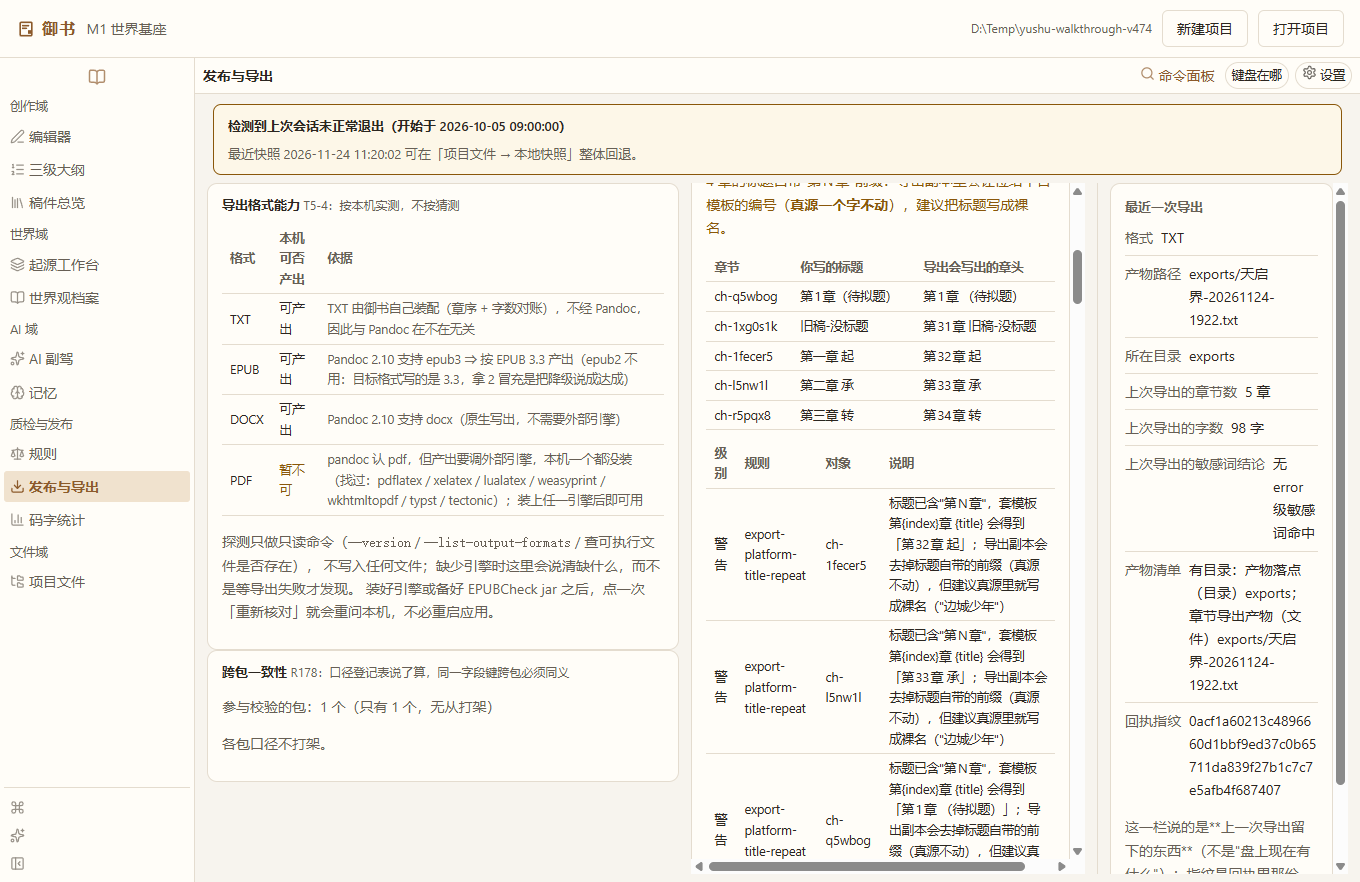 御书 M1 世界基座
D:\Temp\yushu-walkthrough-v474 新建项目 打开项目
发布与导出
命令面板 键盘在哪 设置
创作域
编辑器
三级大纲
稿件总览
世界域
起源工作台
世界观档案
AI 域
AI 副驾
记忆
质检与发布
规则
发布与导出
码字统计
文件域
项目文件
检测到上次会话未正常退出（开始于 2026-10-05 09:00:00）
最近快照 2026-11-24 11:20:02 可在「项目文件 → 本地快照」整体回退。
导出格式能力 T5-4：按本机实测，不按猜测
格式 本机可否产出 依据
TXT 可产出 TXT 由御书自己装配（章序 + 字数对账），不经 Pandoc，
因此与 Pandoc 在不在无关
EPUB 可产出 Pandoc 2.10 支持 epub3 ⇒ 按 EPUB 3.3 产出（epub2 不
用：目标格式写的是 3.3，拿 2 冒充是把降级说成达成）
DOCX 可产出 Pandoc 2.10 支持 docx（原生写出，不需要外部引擎）
PDF 暂不可 pandoc 认 pdf，但产出要调外部引擎，本机一个都没装
（找过：pdflatex / xelatex / lualatex / weasyprint /
wkhtmltopdf / typst / tectonic）；装上任一引擎后即可用
探测只做只读命令（--version / --list-output-formats / 查可执行文
件是否存在），不写入任何文件；缺少引擎时这里会说清缺什么，而不
是等导出失败才发现。 装好引擎或备好 EPUBCheck jar 之后，点一次
「重新核对」就会重问本机，不必重启应用。
跨包一致性 R178：口径登记表说了算，同一字段键跨包必须同义
参与校验的包：1 个（只有 1 个，无从打架）
各包口径不打架。
4 章的标题自带"第 N 章"前缀：导出副本里会让位给平台
模板的编号（真源一个字不动），建议把标题写成裸
名。
章节 你写的标题 导出会写出的章头
ch-q5wbog 第1章（待拟题） 第1章 （待拟题）
ch-1xg0s1k 旧稿-没标题 第31章 旧稿-没标题
ch-1fecer5 第一章 起 第32章 起
ch-l5nw1l 第二章 承 第33章 承
ch-r5pqx8 第三章 转 第34章 转
级别 规则 对象 说明
警告 export-platform-title-repeat ch-1fecer5 标题已含"第 N 章"，套模板
第{index}章 {title} 会得到
「第32章 起」；导出副本会
去掉标题自带的前缀（真源
不动），但建议真源里就写
成裸名（"边城少年"）
警告 export-platform-title-repeat ch-l5nw1l 标题已含"第 N 章"，套模板
第{index}章 {title} 会得到
「第33章 承」；导出副本会
去掉标题自带的前缀（真源
不动），但建议真源里就写
成裸名（"边城少年"）
警告 export-platform-title-repeat ch-q5wbog 标题已含"第 N 章"，套模板
第{index}章 {title} 会得到
「第1章 （待拟题）」；导
出副本会去掉标题自带的前
缀（真源不动），但建议真
最近一次导出
格式 TXT
产物路径 exports/天启
界-20261124-
1922.txt
所在目录 exports
上次导出的章节数 5 章
上次导出的字数 98 字
上次导出的敏感词结论 无
error
级敏感
词命中
产物清单 有目录：产物落点
（目录）exports；
章节导出产物（文
件）exports/天启
界-20261124-
1922.txt
回执指纹 0acf1a60213c48966
60d1bbf9ed37c0b65
711da839f27b1c7c7
e5afb4f687407
这一栏说的是**上一次导出留
下的东西**（不是"盘上现在有
什么"）：指纹是回执里那份